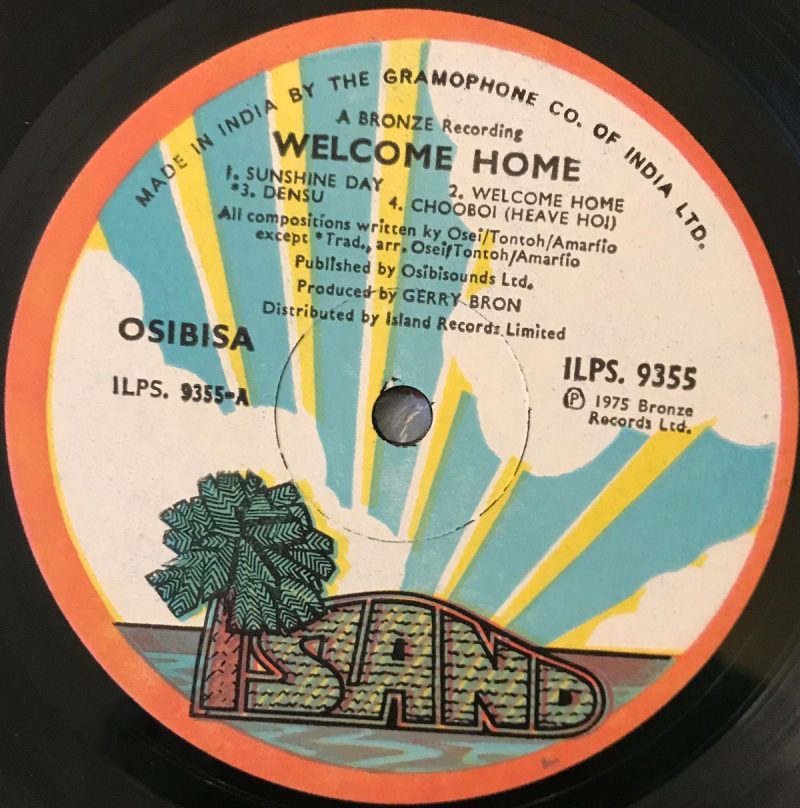 MADE IN INDIA BY THE GRAMOPHONE CO. OF INDIA LTD.
A BRONZE Recording
WELCOME HOME
1. SUNSHINE DAY 2. WELCOME HOME
*3. DENSU 4. CHOOBOI (HEAVE HOI)
All compositions written ky Osei/Tontoh/Amarfio
except *Trad., arr. Osei/Tontoh/Amarfio
Published by Osibisounds Ltd.
Produced by GERRY BRON
Distributed by Island Records Limited
OSIBISA
ILPS. 9355-A
ILPS. 9355
Ⓟ 1975 Bronze
Records Ltd.
ISLAND